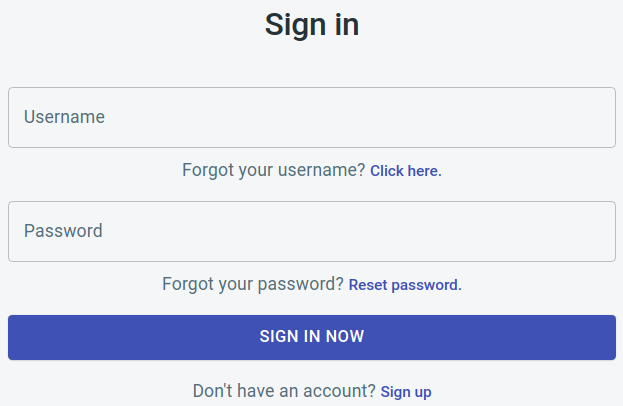 Sign in
Username
Forgot your username? Click here.
Password
Forgot your password? Reset password.
SIGN IN NOW
Don't have an account? Sign up